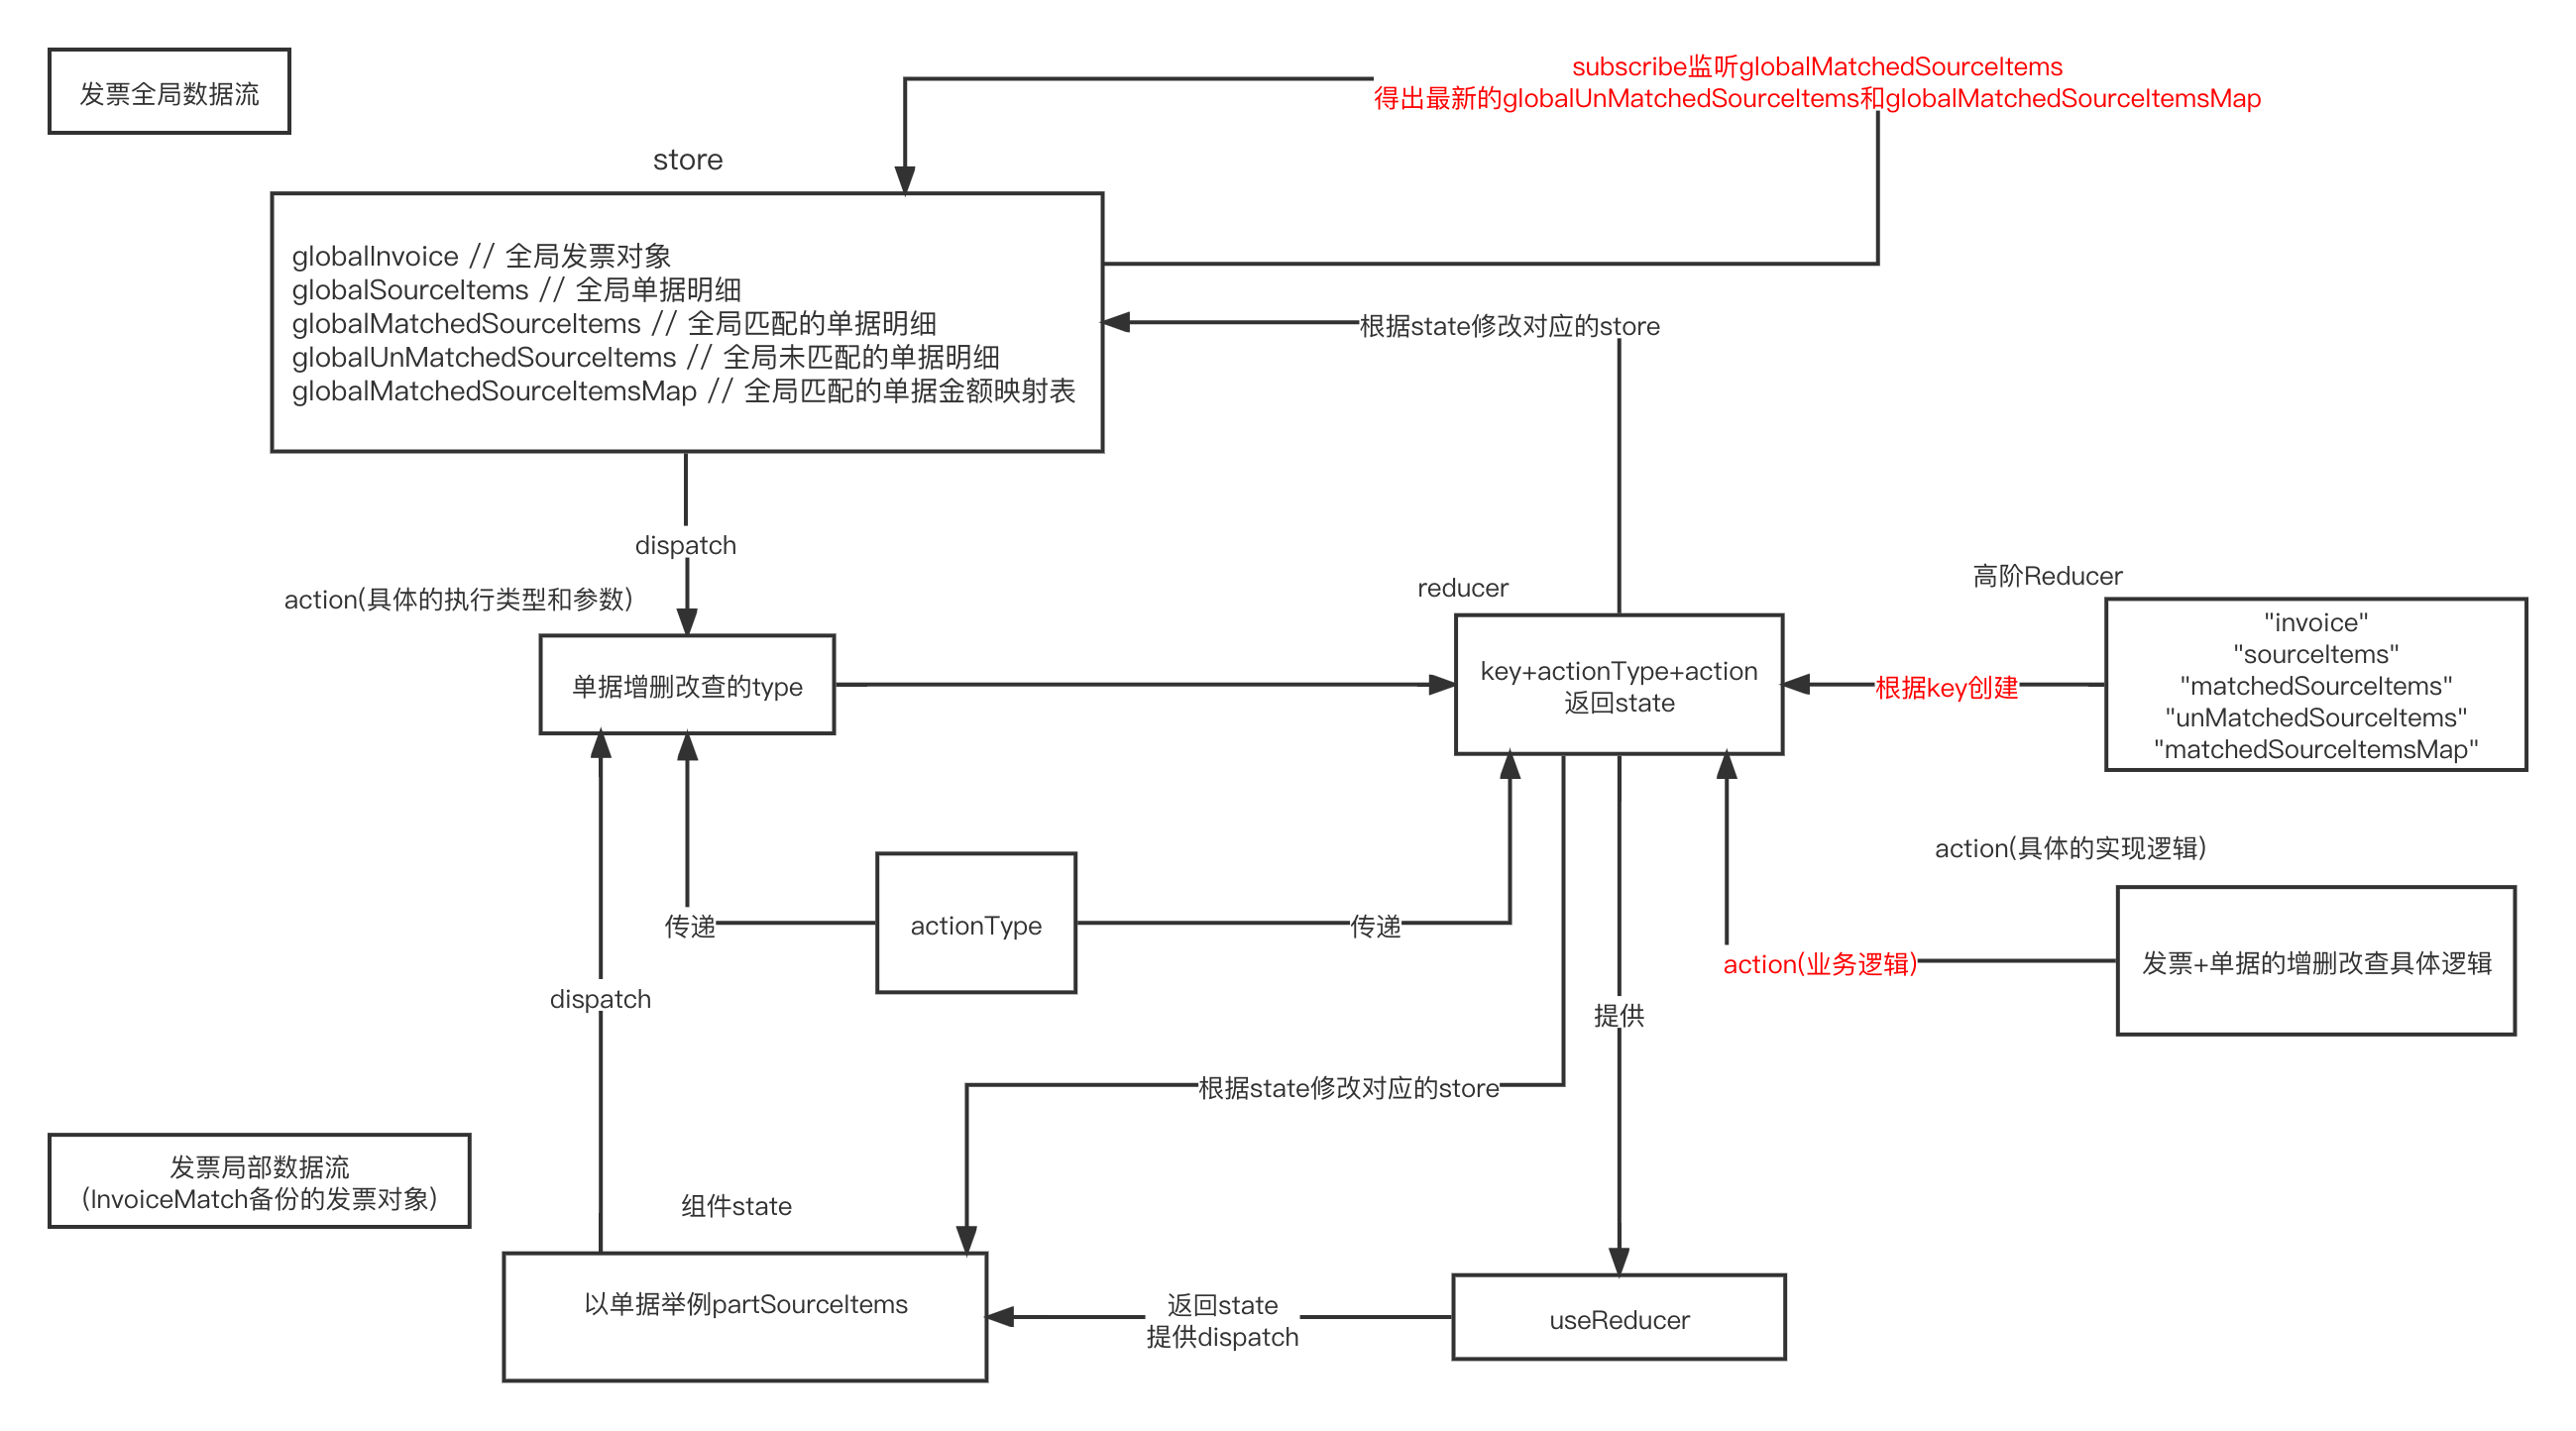 发票全局数据流
subscribe监听globalMatchedSourceItems
得出最新的globalUnMatchedSourceItems和globalMatchedSourceItemsMap
store
globalInvoice // 全局发票对象
globalSourceItems // 全局单据明细
globalMatchedSourceItems // 全局匹配的单据明细
globalUnMatchedSourceItems // 全局未匹配的单据明细
globalMatchedSourceItemsMap // 全局匹配的单据金额映射表
根据state修改对应的store
dispatch
action(具体的执行类型和参数)
单据增删改查的type
reducer
key+actionType+action
返回state
高阶Reducer
根据key创建
"invoice"
"sourceItems"
"matchedSourceItems"
"unMatchedSourceItems"
"matchedSourceItemsMap"
action(具体的实现逻辑)
actionType
传递
传递
action(业务逻辑)
发票+单据的增删改查具体逻辑
dispatch
提供
根据state修改对应的store
发票局部数据流
(InvoiceMatch备份的发票对象)
组件state
以单据举例partSourceItems
返回state
提供dispatch
useReducer